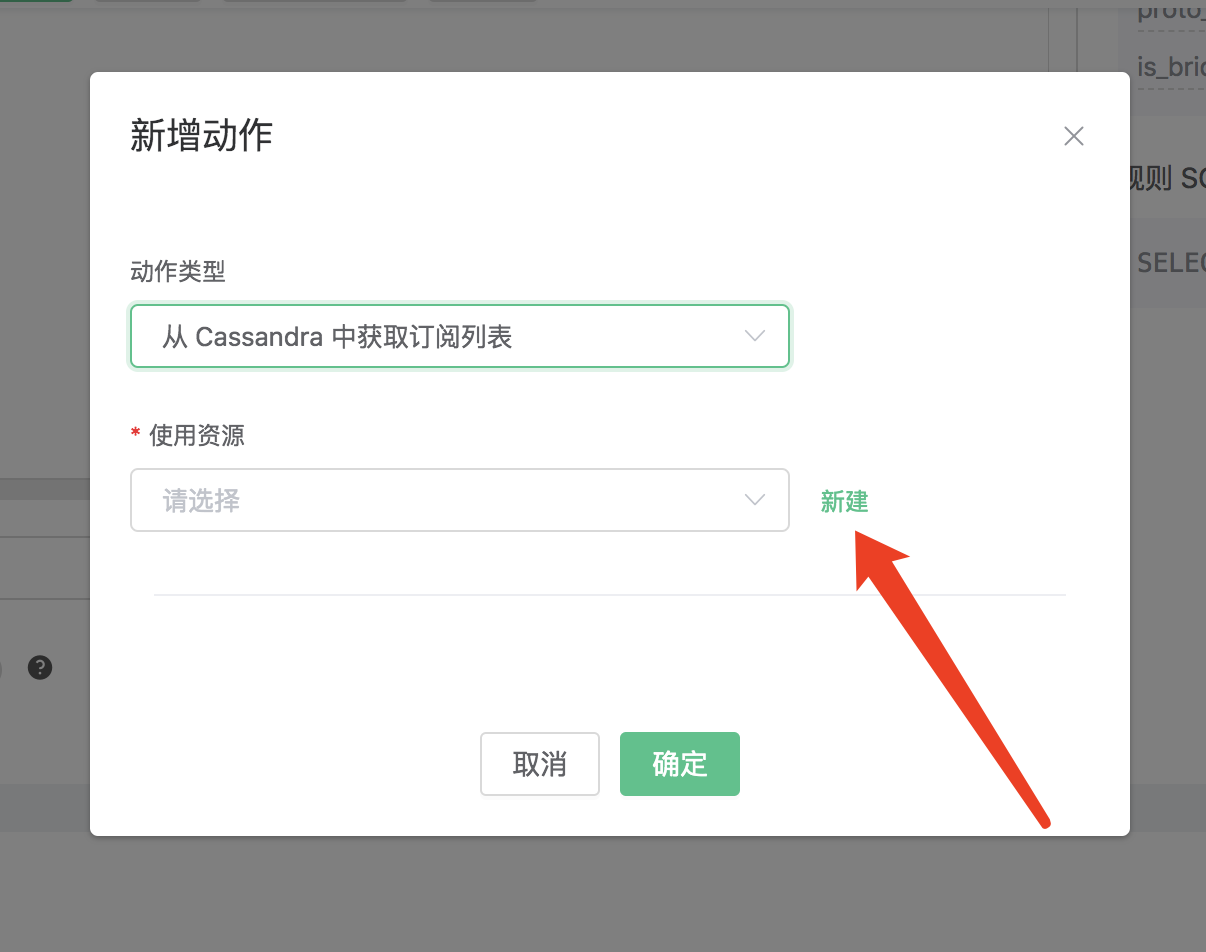 proto_
is_bric
新增动作
规则 SQ
动作类型
SELEC
从 Cassandra 中获取订阅列表
* 使用资源
请选择
新建
取消
确定